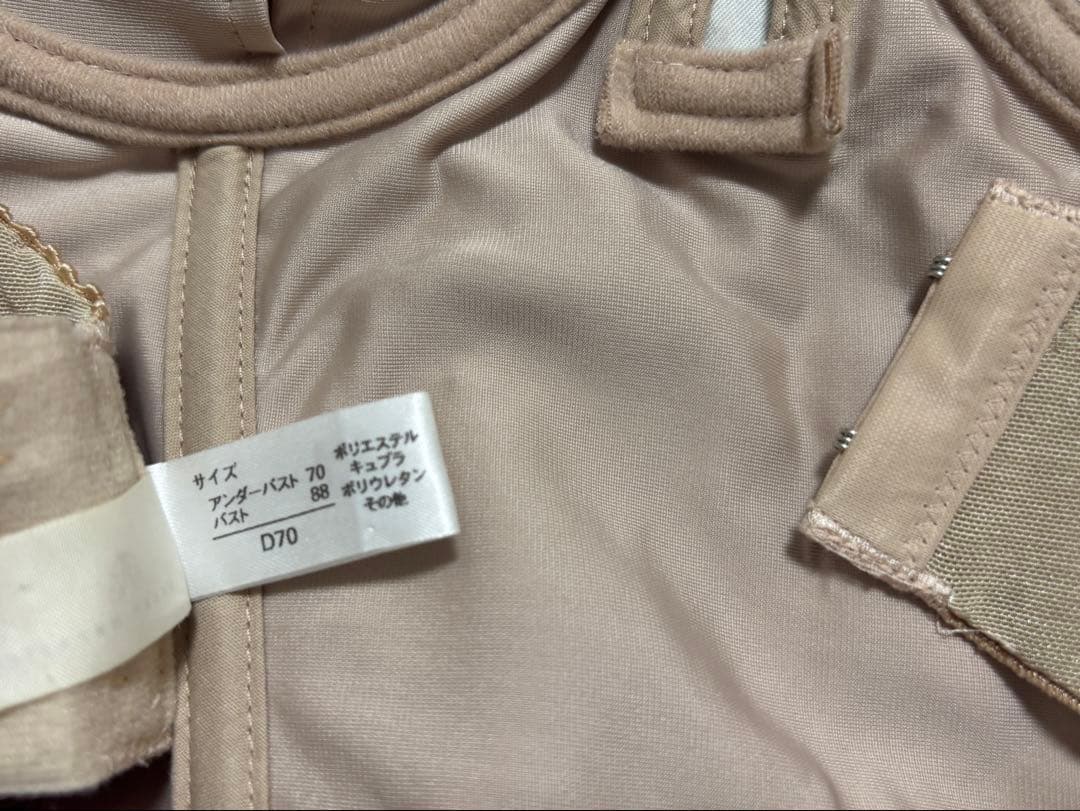 サイズ
アンダーバスト 70
バスト 88
D70
ポリエステル
キュプラ
ポリウレタン
その他